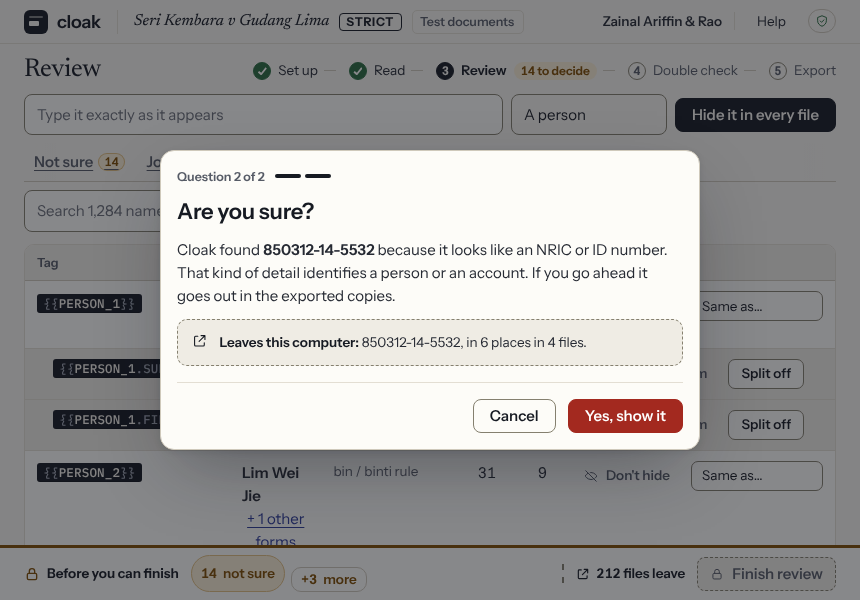 cloak Seri Kembara v Gudang Lima STRICT Test documents Zainal Ariffin & Rao Help
Review Set up Read 3 Review 14 to decide 4 Double check 5 Export
Type it exactly as it appears A person Hide it in every file
Not sure 14
Search 1,284
Tag
Question 2 of 2
Are you sure?
Cloak found 850312-14-5532 because it looks like an NRIC or ID number.
That kind of detail identifies a person or an account. If you go ahead it
goes out in the exported copies.
Leaves this computer: 850312-14-5532, in 6 places in 4 files.
Cancel Yes, show it
{{PERSON_1}} Same as...
{{PERSON_1.SU Split off
{{PERSON_1.FI Split off
{{PERSON_2}} Lim Wei bin / binti rule 31 9 Don't hide Same as...
Jie
+ 1 other
forms
Before you can finish 14 not sure +3 more 212 files leave Finish review